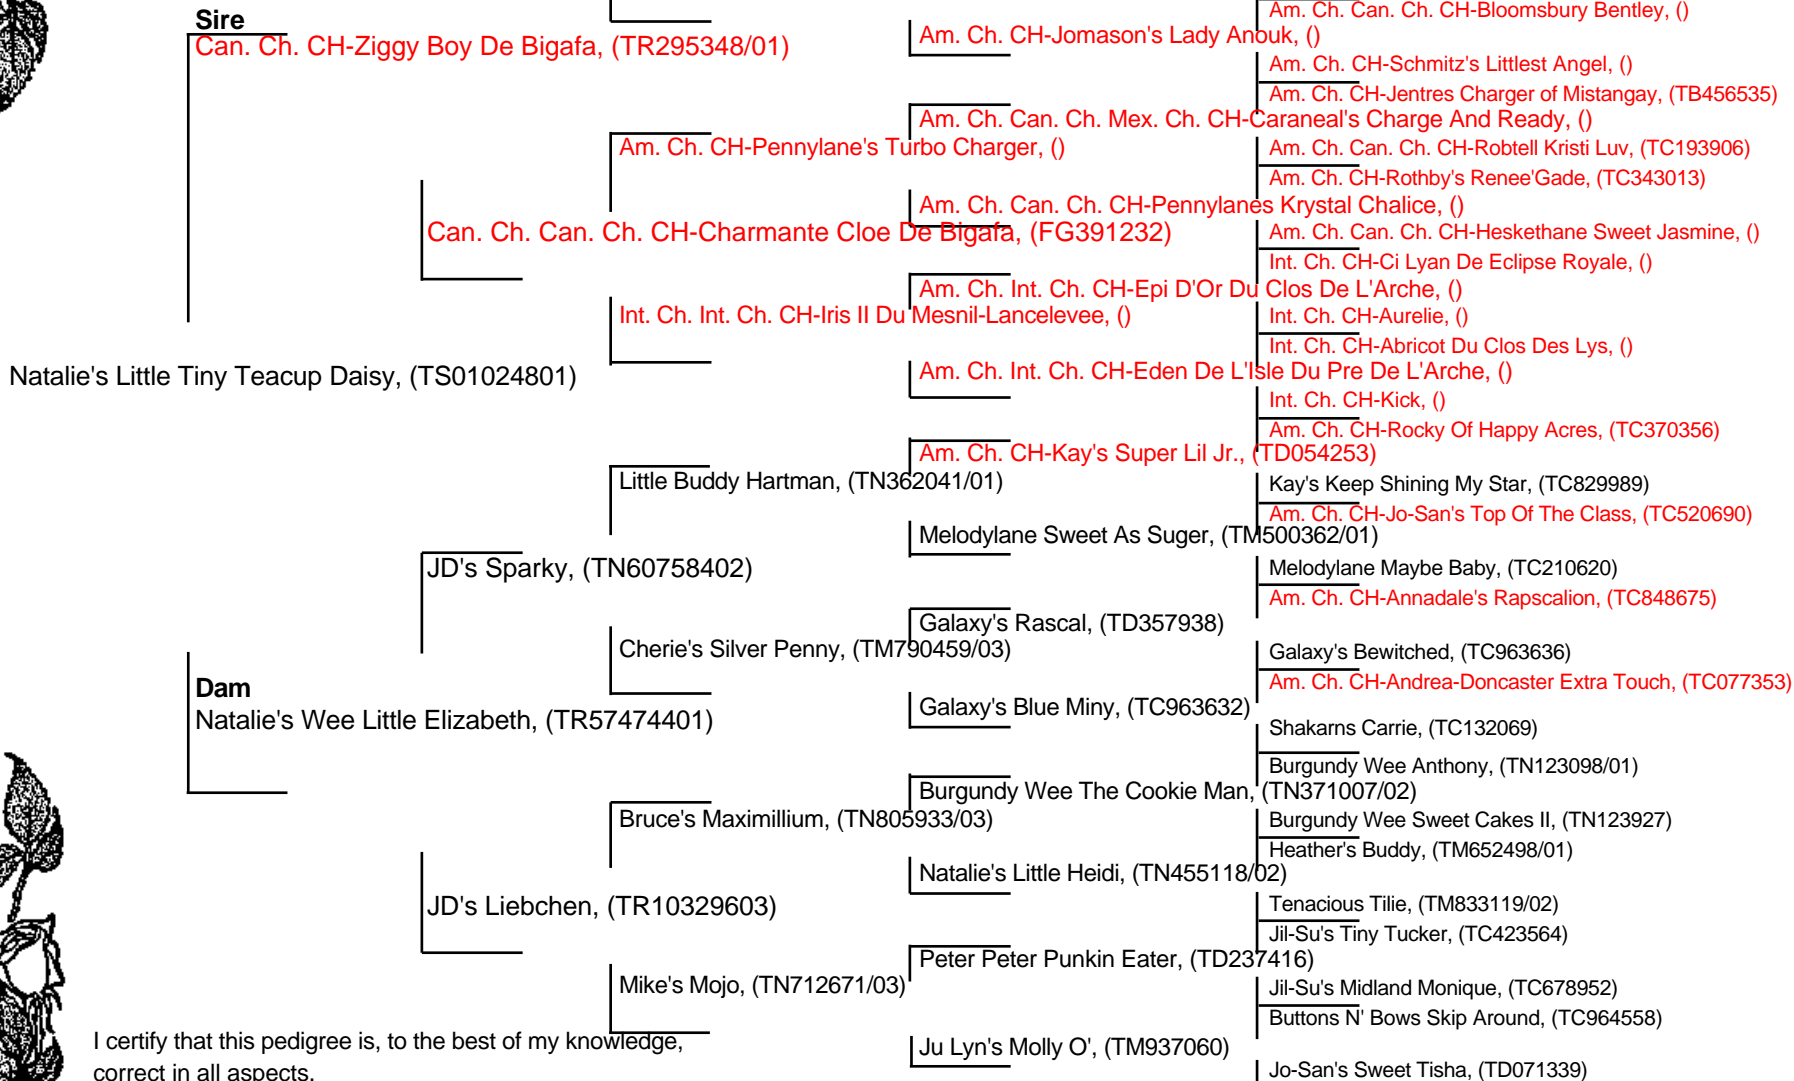 Am. Ch. Can. Ch. CH-Bloomsbury Bentley, ()
Sire
Am. Ch. CH-Jomason's Lady Anouk, ()
Can. Ch. CH-Ziggy Boy De Bigafa, (TR295348/01)
Am. Ch. CH-Schmitz's Littlest Angel, ()
Am. Ch. CH-Jentres Charger of Mistangay, (TB456535)
Am. Ch. Can. Ch. Mex. Ch. CH-Caraneal's Charge And Ready, ()
Am. Ch. CH-Pennylane's Turbo Charger, ()
Am. Ch. Can. Ch. CH-Robtell Kristi Luv, (TC193906)
Am. Ch. CH-Rothby's Renee'Gade, (TC343013)
Am. Ch. Can. Ch. CH-Pennylanes Krystal Chalice, ()
Can. Ch. Can. Ch. CH-Charmante Cloe De Bigafa, (FG391232)
Am. Ch. Can. Ch. CH-Heskethane Sweet Jasmine, ()
Int. Ch. CH-Ci Lyan De Eclipse Royale, ()
Am. Ch. Int. Ch. CH-Epi D'Or Du Clos De L'Arche, ()
Int. Ch. Int. Ch. CH-Iris II Du Mesnil-Lancelevee, ()
Int. Ch. CH-Aurelie, ()
Int. Ch. CH-Abricot Du Clos Des Lys, ()
Natalie's Little Tiny Teacup Daisy, (TS01024801)
Am. Ch. Int. Ch. CH-Eden De L'Isle Du Pre De L'Arche, ()
Int. Ch. CH-Kick, ()
Am. Ch. CH-Rocky Of Happy Acres, (TC370356)
Am. Ch. CH-Kay's Super Lil Jr., (TD054253)
Little Buddy Hartman, (TN362041/01)
Kay's Keep Shining My Star, (TC829989)
Am. Ch. CH-Jo-San's Top Of The Class, (TC520690)
Melodylane Sweet As Suger, (TM500362/01)
JD's Sparky, (TN60758402)
Melodylane Maybe Baby, (TC210620)
Am. Ch. CH-Annadale's Rapscalion, (TC848675)
Galaxy's Rascal, (TD357938)
Cherie's Silver Penny, (TM790459/03)
Galaxy's Bewitched, (TC963636)
Am. Ch. CH-Andrea-Doncaster Extra Touch, (TC077353)
Dam
Galaxy's Blue Miny, (TC963632)
Natalie's Wee Little Elizabeth, (TR57474401)
Shakarns Carrie, (TC132069)
Burgundy Wee Anthony, (TN123098/01)
Burgundy Wee The Cookie Man, (TN371007/02)
Bruce's Maximillium, (TN805933/03)
Burgundy Wee Sweet Cakes II, (TN123927)
Heather's Buddy, (TM652498/01)
Natalie's Little Heidi, (TN455118/02)
JD's Liebchen, (TR10329603)
Tenacious Tilie, (TM833119/02)
Jil-Su's Tiny Tucker, (TC423564)
Peter Peter Punkin Eater, (TD237416)
Mike's Mojo, (TN712671/03)
Jil-Su's Midland Monique, (TC678952)
Buttons N' Bows Skip Around, (TC964558)
I certify that this pedigree is, to the best of my knowledge,
Ju Lyn's Molly O', (TM937060)
correct in all aspects.
Jo-San's Sweet Tisha, (TD071339)